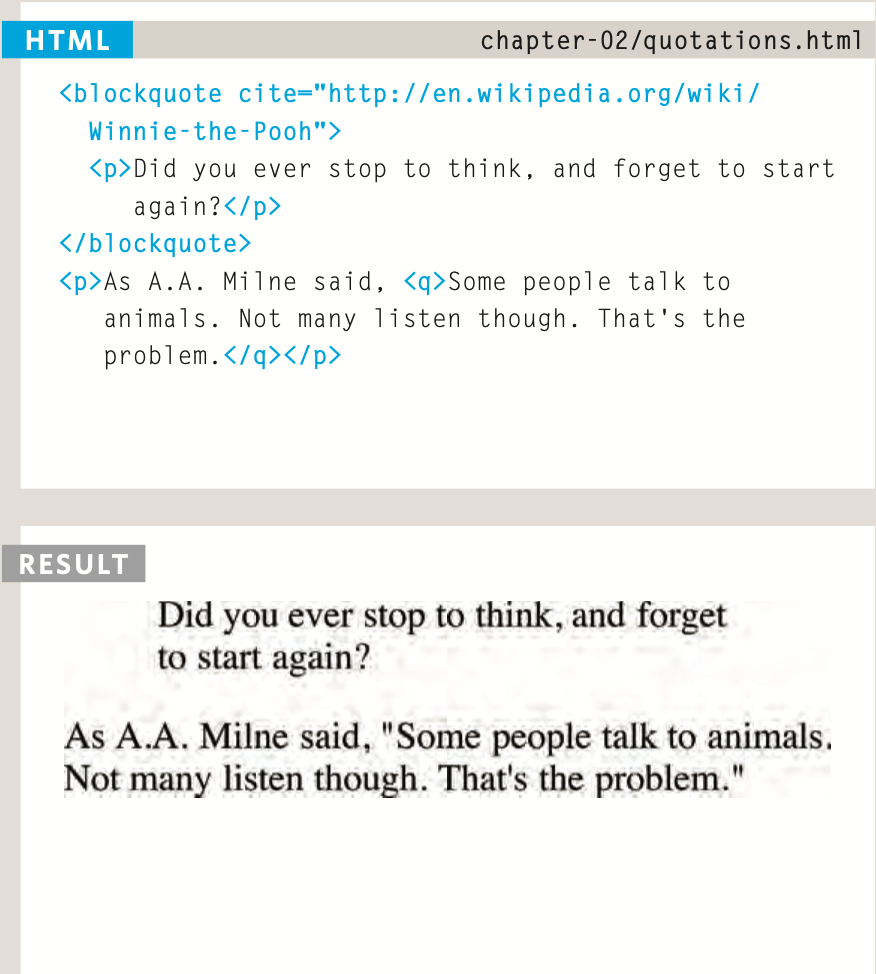 HTML
chapter-02/quotations.html
<blockquote cite="http://en.wikipedia.org/wiki/
Winnie-the-Pooh">
<p>Did you ever stop to think, and forget to start
again?</p>
</blockquote>
<p>As A.A. Milne said, <q>Some people talk to
animals. Not many listen though. That's the
problem.</q></p>
RESULT
Did you ever stop to think, and forget
to start again?
As A.A. Milne said, "Some people talk to animals.
Not many listen though. That's the problem."